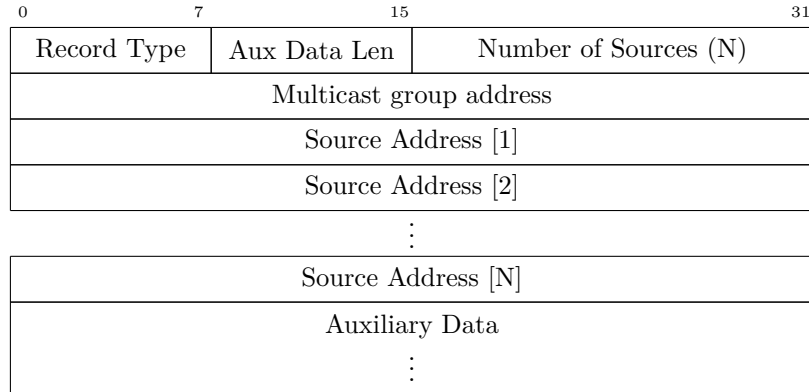 0 7 15 31
Record Type Aux Data Len Number of Sources (N)
Multicast group address
Source Address [1]
Source Address [2]
⋮
Source Address [N]
Auxiliary Data
⋮